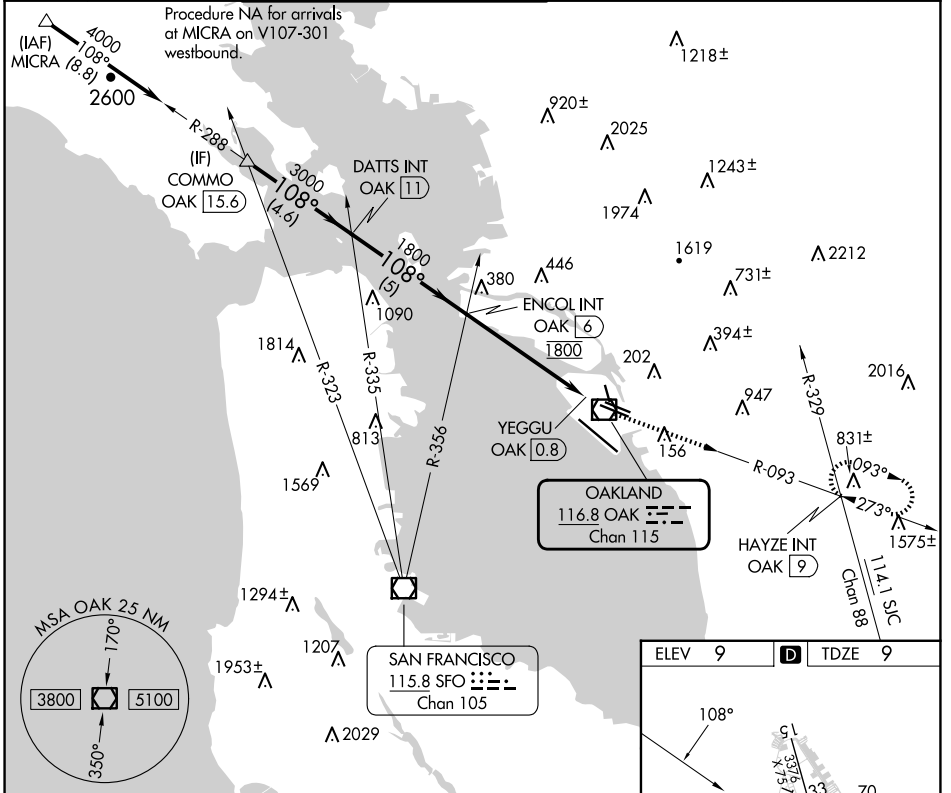 Procedure NA for arrivals
at MICRA on V107-301
westbound.
(IAF)
MICRA
4000
108°
(8.8)
2600
R-288
(IF)
COMMO
OAK 15.6
3000
108°
(4.6)
DATTS INT
OAK 11
1800
108°
(5)
ENCOL INT
OAK 6
1800
1218±
920±
2025
1243±
1974
1619
2212
731±
380
446
394±
202
2016
947
1090
1814
R-323
R-335
R-356
813
1569
YEGGU
OAK 0.8
156
R-093
R-329
831±
093°
273°
1575±
HAYZE INT
OAK 9
114.1 SJC
Chan 88
OAKLAND
116.8 OAK
Chan 115
SAN FRANCISCO
115.8 SFO
Chan 105
1294±
1207
1953±
2029
MSA OAK 25 NM
170°
3800
5100
350°
ELEV 9
D
TDZE 9
108°
15
3376
33
70